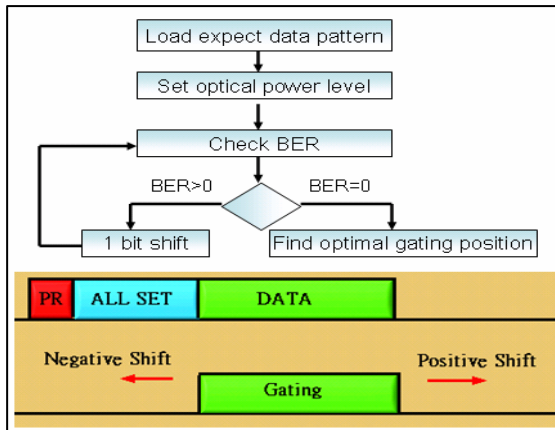 Load expect data pattern
Set optical power level
Check BER
BER>0 BER=0
1 bit shift Find optimal gating position
PR ALL SET DATA
Negative Shift Positive Shift
Gating